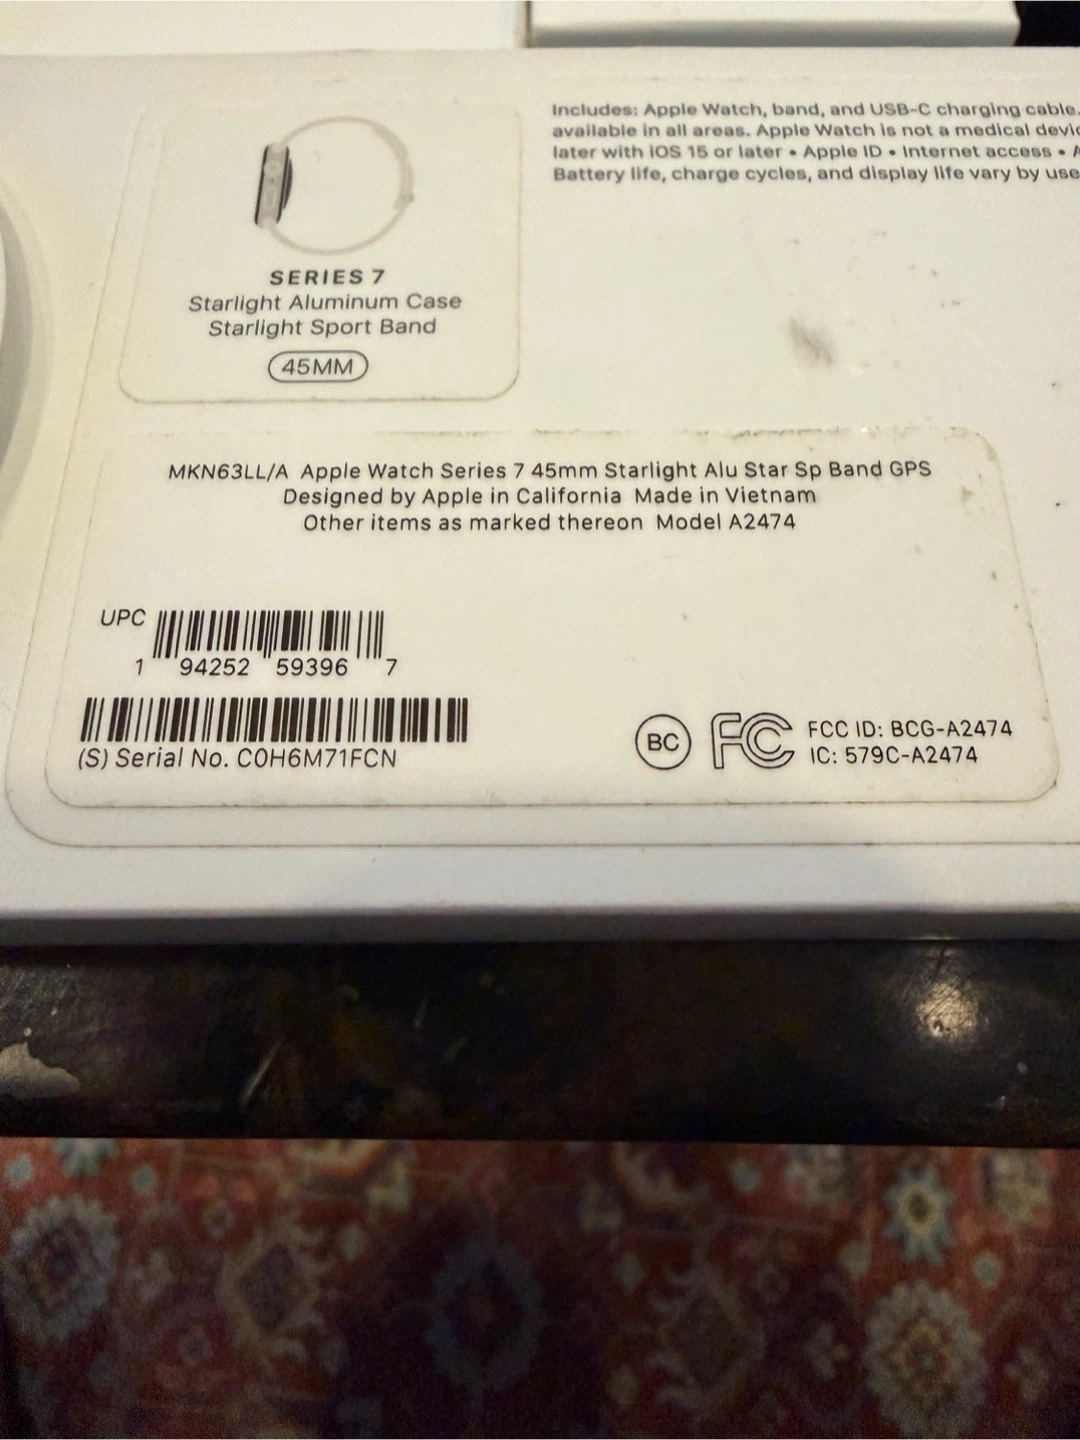 Includes: Apple Watch, band, and USB-C charging cable.
available in all areas. Apple Watch is not a medical
later with iOS 15 or later • Apple ID • Internet access •
Battery life, charge cycles, and display life vary by use
SERIES 7
Starlight Aluminum Case
Starlight Sport Band
45MM
MKN63LL/A Apple Watch Series 7 45mm Starlight Alu Star Sp Band GPS
Designed by Apple in California Made in Vietnam
Other items as marked thereon Model A2474
UPC
1 94252 59396 7
(S) Serial No. C0H6M71FCN
BC FC FCC ID: BCG-A2474
IC: 579C-A2474